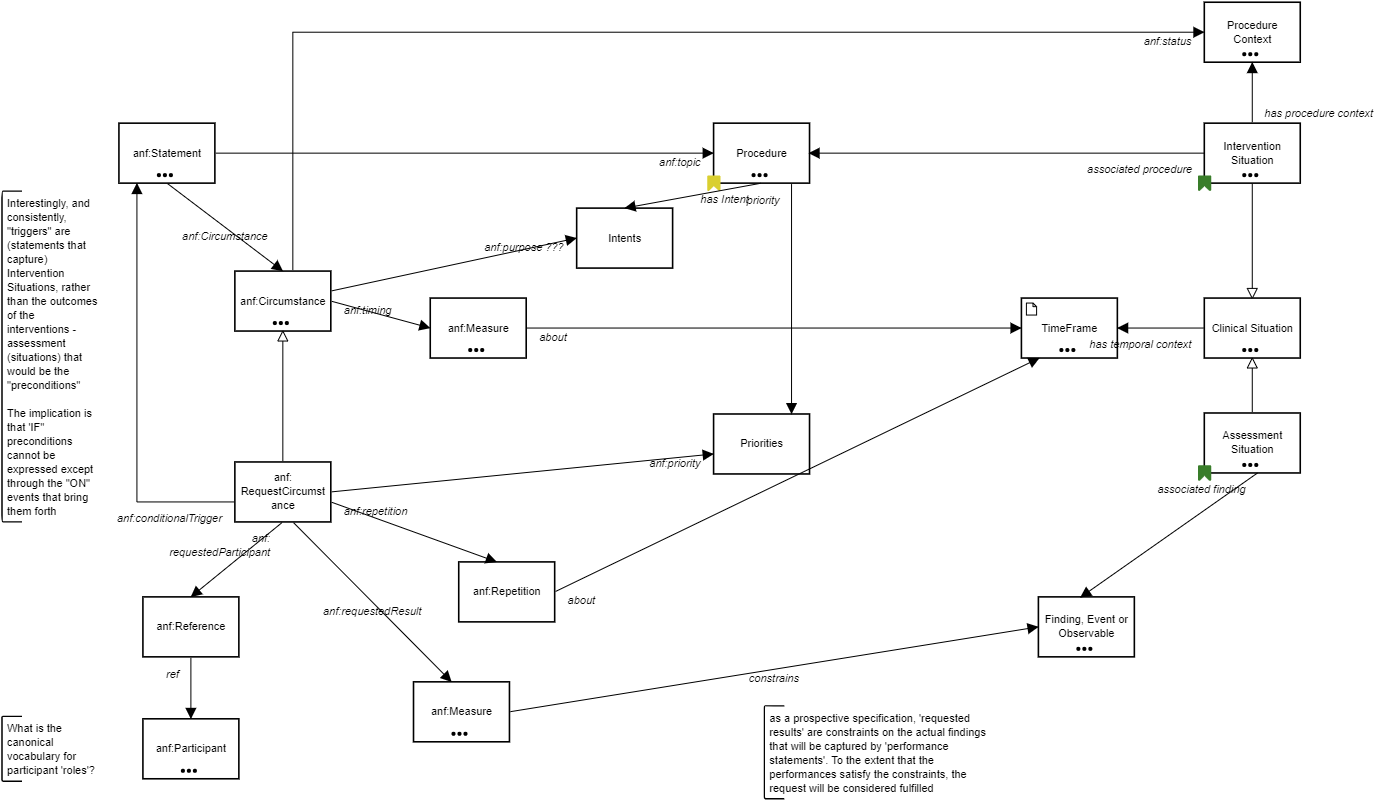 Procedure
Context
anf:status
has procedure context
anf:Statement
Procedure
Intervention
Situation
anf:topic
associated procedure
has Intent
priority
Interestingly, and
consistently,
"triggers" are
(statements that
capture)
Intervention
Situations, rather
than the outcomes
of the
interventions -
assessment
(situations) that
would be the
"preconditions"
The implication is
that 'IF"
preconditions
cannot be
expressed except
through the "ON"
events that bring
them forth
anf:Circumstance
Intents
anf:purpose ???
anf:Circumstance
anf:timing
anf:Measure
about
TimeFrame
has temporal context
Clinical Situation
Priorities
Assessment
Situation
anf:priority
associated finding
anf:
RequestCircumst
ance
anf:repetition
anf:conditionalTrigger
anf:
requestedParticipant
anf:Repetition
about
anf:requestedResult
anf:Reference
Finding, Event or
Observable
ref
constrains
anf:Measure
What is the
canonical
vocabulary for
participant 'roles'?
anf:Participant
as a prospective specification, 'requested
results' are constraints on the actual findings
that will be captured by 'performance
statements'. To the extent that the
performances satisfy the constraints, the
request will be considered fulfilled